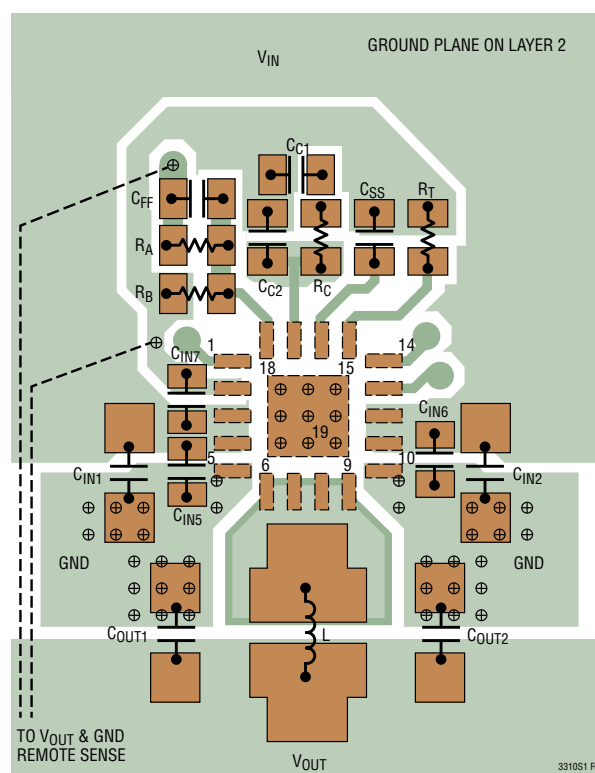 GROUND PLANE ON LAYER 2
VIN
CC1
CFF
CSS
RT
RA
CC2
RC
RB
1
14
CIN7
18
15
CIN6
19
5
6
9
10
CIN1
CIN2
CIN5
GND
GND
COUT1
L
COUT2
TO VOUT & GND
REMOTE SENSE
VOUT
3310S1